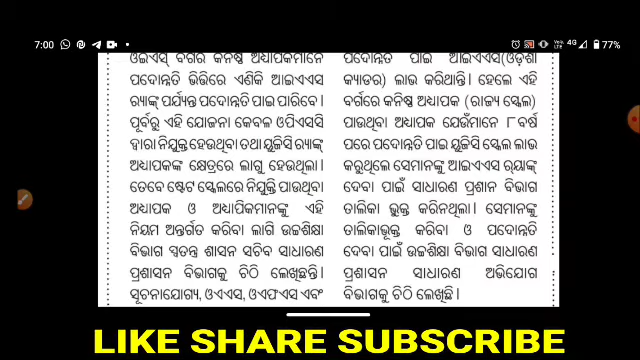 7:00
4G
77%
ଓଇଏସ୍ ବର୍ଗର କନିଷ୍ଠ ଅଧ୍ୟାପକମାନେ
ପଦୋନ୍ନତି ଭିତ୍ତିରେ ଏଣିକି ଆଇଏଏସ
ର‍୍ୟାଙ୍କ୍ ପର୍ଯ୍ୟନ୍ତ ପଦୋନ୍ନତି ପାଇ ପାରିବେ।
ପୂର୍ବରୁ ଏହି ଯୋଜନା କେବଳ ଓପିଏସସି
ଦ୍ୱାରା ନିଯୁକ୍ତ ହେଉଥିବା ତଥା ୟୁଜିସି ର‍୍ୟାଙ୍କ୍
ଅଧ୍ୟାପକଙ୍କ କ୍ଷେତ୍ରରେ ଲାଗୁ ହେଉଥିଲା।
ତେବେ ଷ୍ଟେଟ ସ୍କେଲରେ ନିଯୁକ୍ତି ପାଉଥିବା
ଅଧ୍ୟାପକ ଓ ଅଧ୍ୟାପିକମାନଙ୍କୁ ଏହି
ନିୟମ ଅନ୍ତର୍ଗତ କରିବା ଲାଗି ଉଚ୍ଚଶିକ୍ଷା
ବିଭାଗ ସ୍ୱତନ୍ତ୍ର ଶାସନ ସଚିବ ସାଧାରଣ
ପ୍ରଶାସନ ବିଭାଗକୁ ଚିଠି ଲେଖିଛନ୍ତି।
ସୂଚନାଯୋଗ୍ୟ, ଓଏଏସ, ଓଏଫଏସ ଏବଂ
ପଦୋନ୍ନତି ପାଇ ଆଇଏଏସ(ଓଡ଼ିଶା
କ୍ୟାଡର) ଲାଭ କରିଥାନ୍ତି। ହେଲେ ଏହି
ବର୍ଗରେ କନିଷ୍ଠ ଅଧ୍ୟାପକ (ରାଜ୍ୟ ସ୍କେଲ)
ପାଉଥିବା ଅଧ୍ୟାପକ ଯେଉଁମାନେ ୮ ବର୍ଷ
ପରେ ପଦୋନ୍ନତି ପାଇ ୟୁଜିସି ସ୍କେଲ ଲାଭ
କରୁଥିଲେ ସେମାନଙ୍କୁ ଆଇଏଏସ ର‍୍ୟାଙ୍କ୍
ଦେବା ପାଇଁ ସାଧାରଣ ପ୍ରଶାନ ବିଭାଗ
ତାଲିକା ଭୁକ୍ତ କରିନଥିଲା। ସେମାନଙ୍କୁ
ତାଲିକାଭୂକ୍ତ କରିବା ଓ ପଦୋନ୍ନତି
ଦେବା ପାଇଁ ଉଚ୍ଚଶିକ୍ଷା ବିଭାଗ ସାଧାରଣ
ପ୍ରଶାସନ ସାଧାରଣ ଅଭିଯୋଗ
ବିଭାଗକୁ ଚିଠି ଲେଖିଛି।
LIKE SHARE SUBSCRIBE